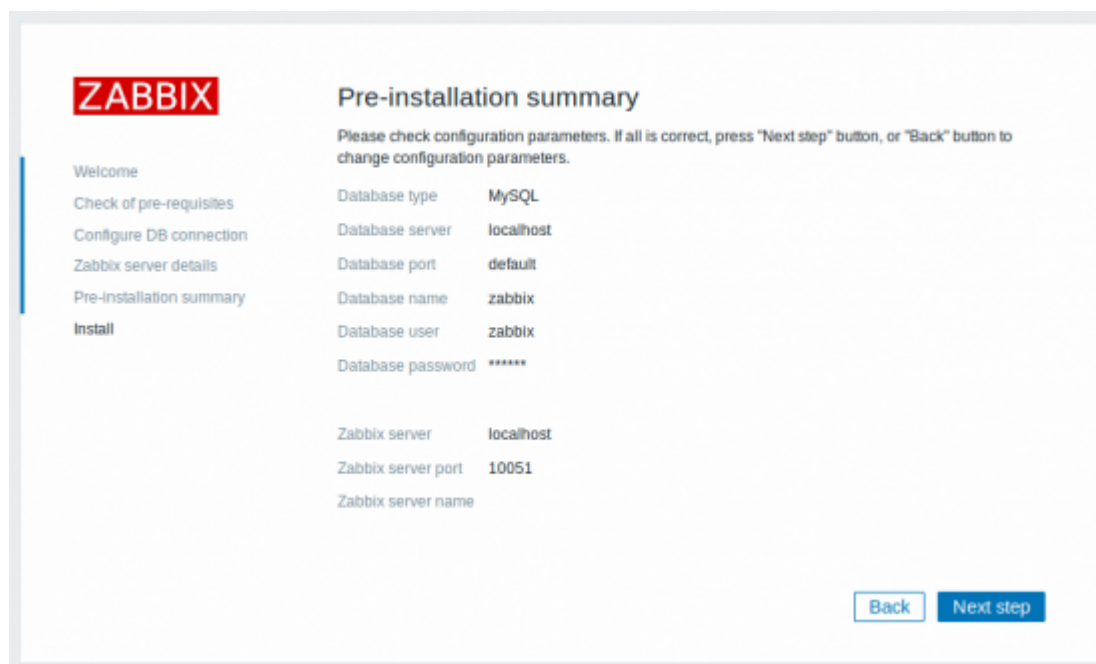 ZABBIX
Welcome
Check of pre-requisites
Configure DB connection
Zabbix server details
Pre-installation summary
Install
Pre-installation summary
Please check configuration parameters. If all is correct, press "Next step" button, or "Back" button to
change configuration parameters.
Database type MySQL
Database server localhost
Database port default
Database name zabbix
Database user zabbix
Database password ******
Zabbix server localhost
Zabbix server port 10051
Zabbix server name
Back Next step